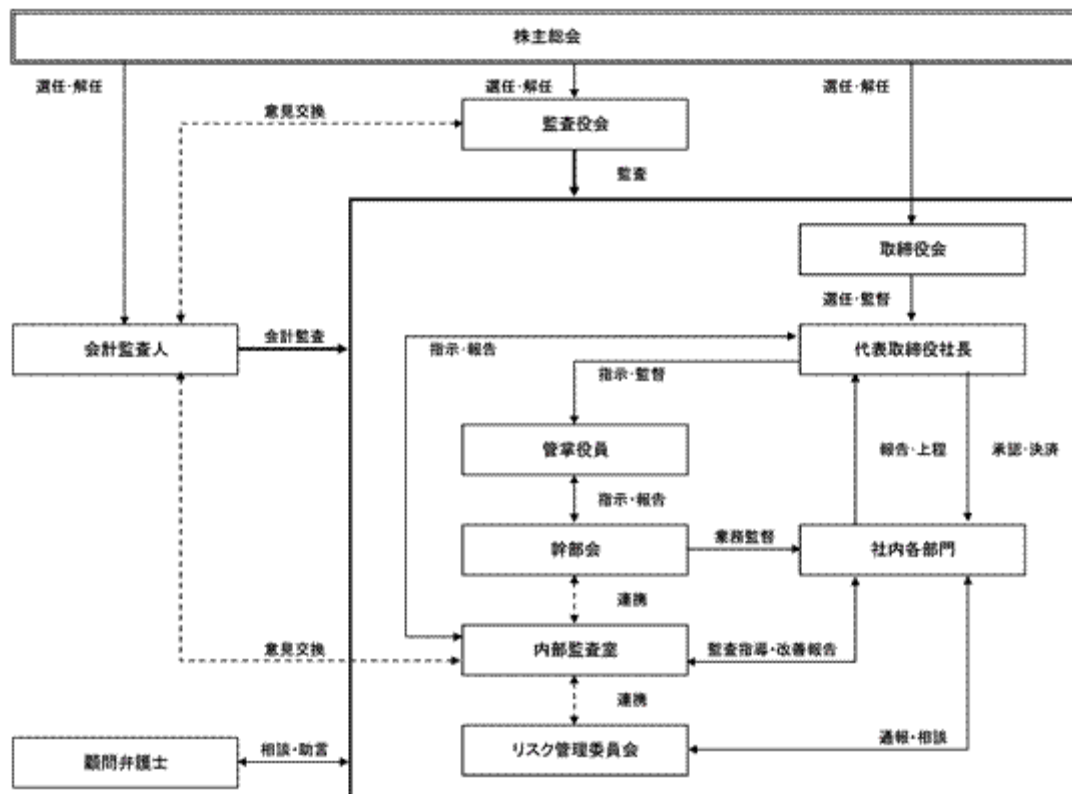 株主総会
選任・解任
選任・解任
選任・解任
意見交換
監査役会
監査
取締役会
選任・監督
会計監査人
会計監査
指示・報告
代表取締役社長
指示・監督
管掌役員
報告・上程
承認・決済
指示・報告
幹部会
業務監督
社内各部門
連携
意見交換
内部監査室
監査指導・改善報告
連携
顧問弁護士
相談・助言
リスク管理委員会
通報・相談